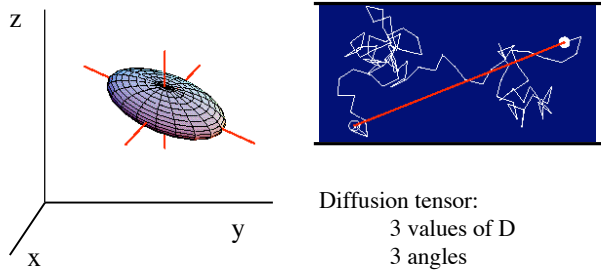 z
y
x
Diffusion tensor:
3 values of D
3 angles